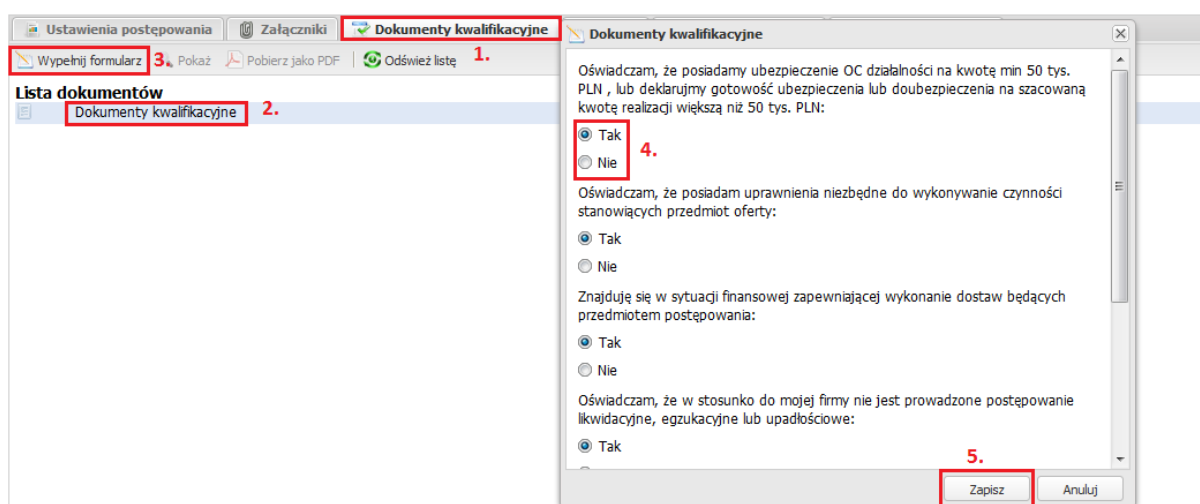 Ustawienia postępowania Załączniki Dokumenty kwalifikacyjne
Wypełnij formularz 3. Pokaż Pobierz jako PDF Odśwież listę 1.
Lista dokumentów
Dokumenty kwalifikacyjne 2.
Dokumenty kwalifikacyjne
Oświadczam, że posiadamy ubezpieczenie OC działalności na kwotę min 50 tys.
PLN , lub deklarujmy gotowość ubezpieczenia lub doubezpieczenia na szacowaną
kwotę realizacji większą niż 50 tys. PLN:
Tak
4.
Nie
Oświadczam, że posiadam uprawnienia niezbędne do wykonywanie czynności
stanowiących przedmiot oferty:
Tak
Nie
Znajduję się w sytuacji finansowej zapewniającej wykonanie dostaw będących
przedmiotem postępowania:
Tak
Nie
Oświadczam, że w stosunko do mojej firmy nie jest prowadzone postępowanie
likwidacyjne, egzukacyjne lub upadłościowe:
Tak
5.
Zapisz Anuluj